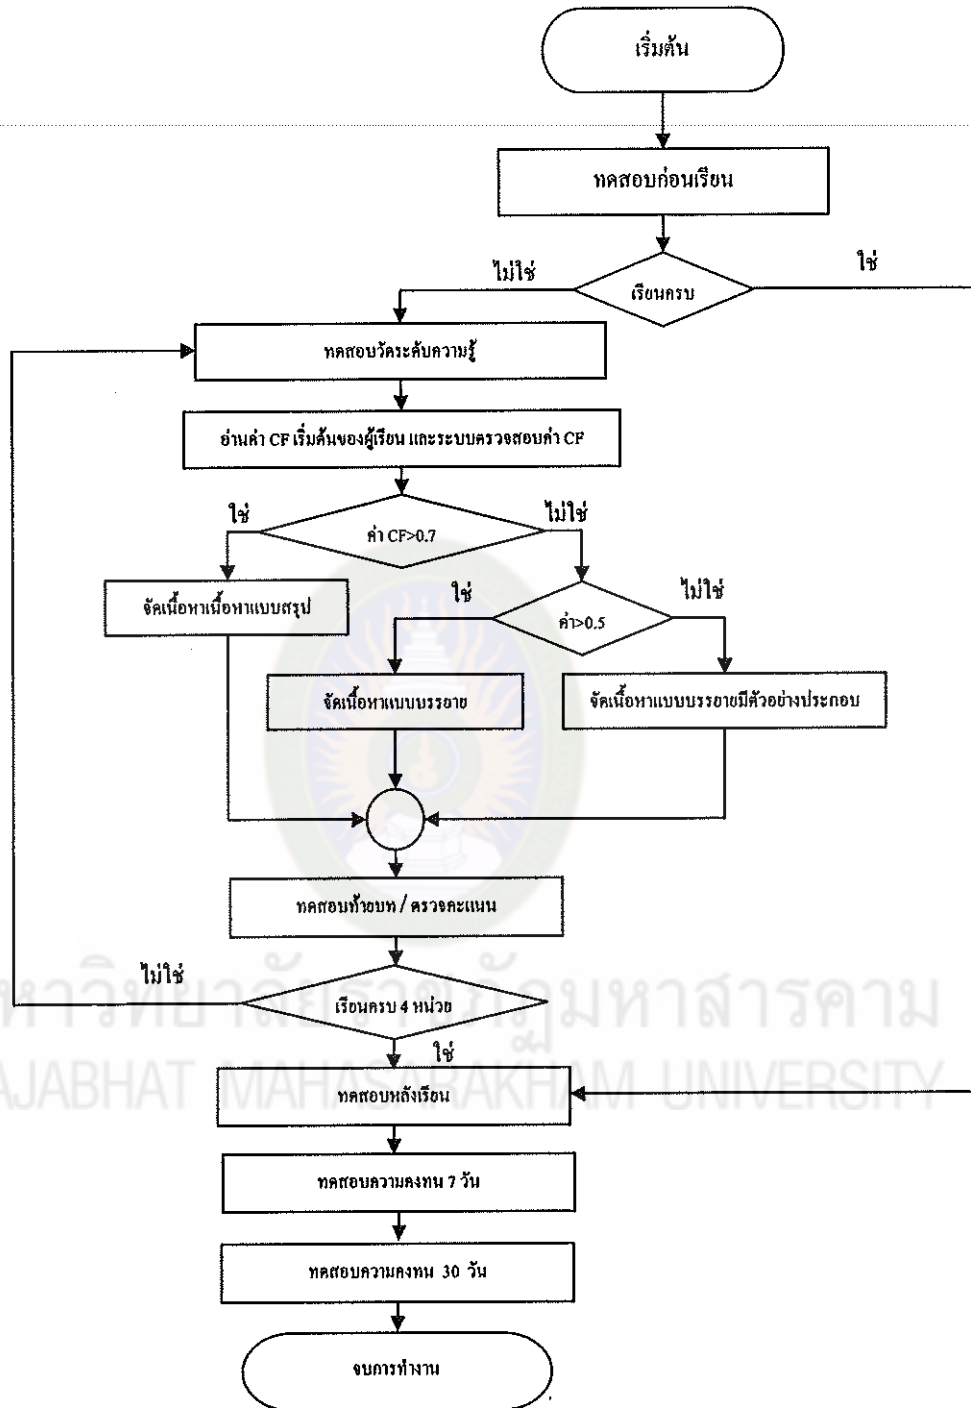 เริ่มต้น
ทดสอบก่อนเรียน
ไม่ใช่
ใช่
เรียนครบ
ทดสอบวัดระดับความรู้
อ่านค่า CF เริ่มต้นของผู้เรียน และระบบตรวจสอบค่า CF
ใช่
ไม่ใช่
ค่า CF>0.7
จัดเนื้อหาเนื้อหาแบบสรุป
ใช่
ไม่ใช่
ค่า>0.5
จัดเนื้อหาแบบบรรยาย
จัดเนื้อหาแบบบรรยายมีตัวอย่างประกอบ
ทดสอบท้ายบท / ตรวจคะแนน
ไม่ใช่
เรียนครบ 4 หน่วย
หาวิทยาลัยราชภัฏมหาสารคาม
ใช่
AJABHAT MAHASARAKHAM UNIVERSITY
ทดสอบหลังเรียน
ทดสอบความคงทน 7 วัน
ทดสอบความคงทน 30 วัน
จบการทำงาน